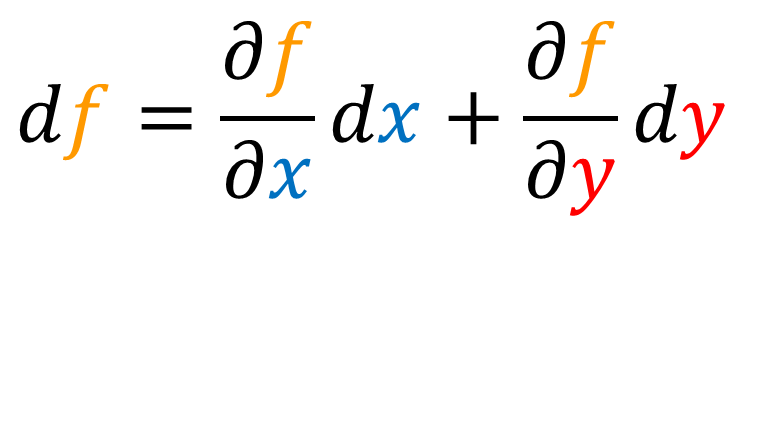 df = ∂f/∂x dx + ∂f/∂y dy